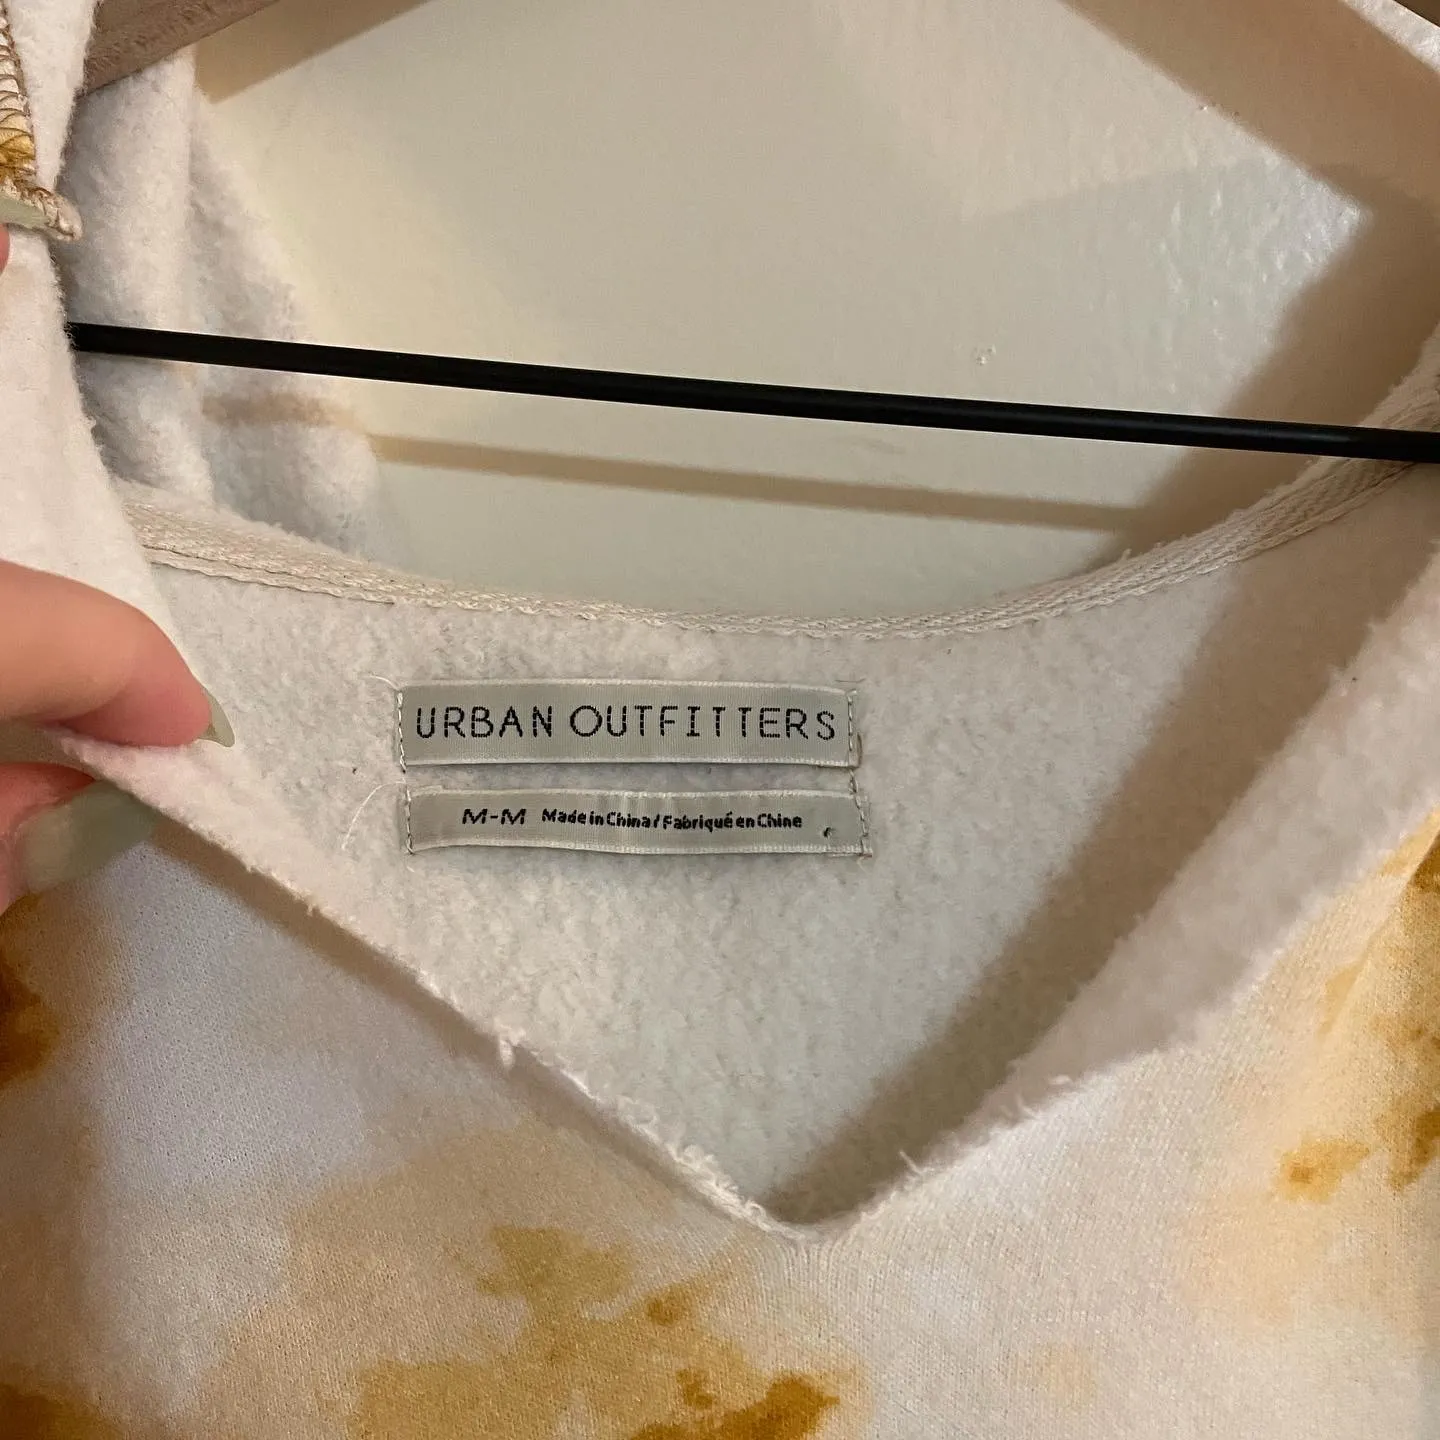 URBAN OUTFITTERS
M-M Made in China / Fabriqué en Chine